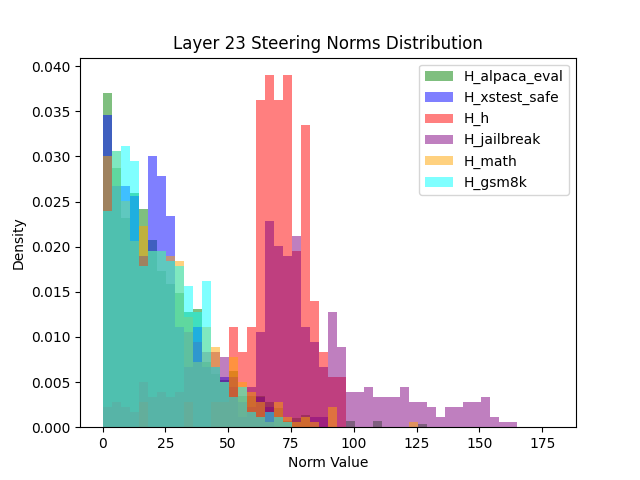 Layer 23 Steering Norms Distribution
Density
0.040
0.035
0.030
0.025
0.020
0.015
0.010
0.005
0.000
H_alpaca_eval
H_xstest_safe
H_h
H_jailbreak
H_math
H_gsm8k
0 25 50 75 100 125 150 175
Norm Value